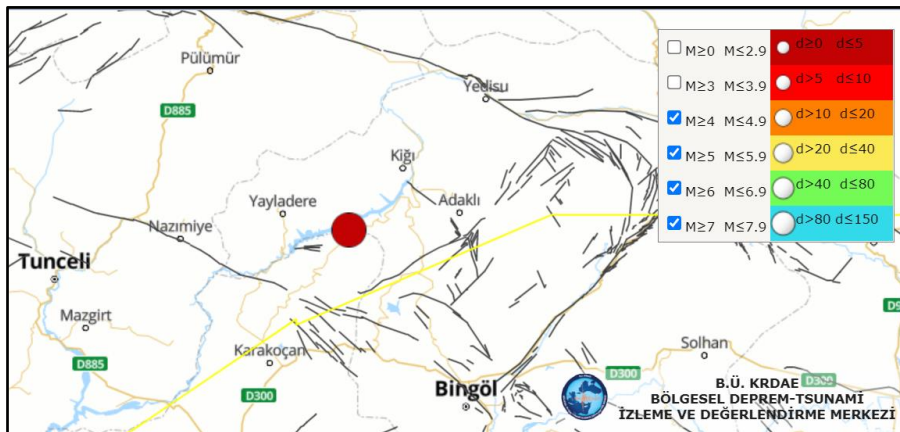 Pülümür
D885
Yedisu
Kiğı
Yayladere
Adaklı
Nazımiye
Tunceli
Mazgirt
D885
Karakoçan
D300
Bingöl
D300
Solhan
D300
M≥0 M≤2.9 d≥0 d≤5
M≥3 M≤3.9 d>5 d≤10
M≥4 M≤4.9 d>10 d≤20
M≥5 M≤5.9 d>20 d≤40
M≥6 M≤6.9 d>40 d≤80
M≥7 M≤7.9 d>80 d≤150
B.Ü. KRDAE
BÖLGESEL DEPREM-TSUNAMİ
İZLEME VE DEĞERLENDİRME MERKEZİ